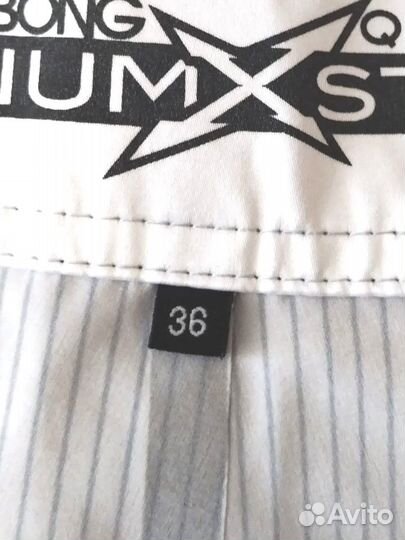 BONG Q
IUM X ST
36
Avito